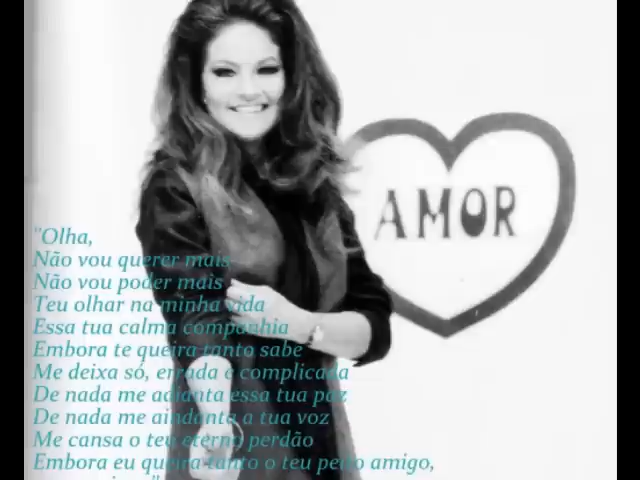 AMOR
"Olha,
Não vou querer mais
Não vou poder mais
Teu olhar na minha vida
Essa tua calma companhia
Embora te queira tanto sabe
Me deixa só, errada e complicada
De nada me adianta essa tua paz
De nada me aindanta a tua voz
Me cansa o teu eterno perdão
Embora eu queira tanto o teu peito amigo,